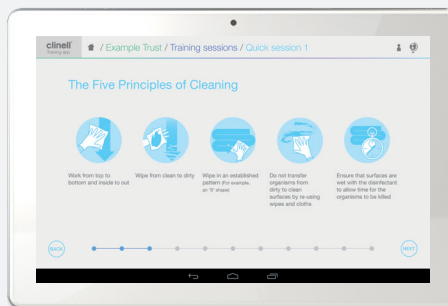 clinell
Training app
/ Example Trust / Training sessions / Quick session 1
The Five Principles of Cleaning
Work from top to
bottom and inside to out
Wipe from clean to dirty
Wipe in an established
pattern (For example,
an 'S' shape)
Do not transfer
organisms from
dirty to clean
surfaces by re-using
wipes and cloths
Ensure that surfaces are
wet with the disinfectant
to allow time for the
organisms to be killed
BACK
NEXT